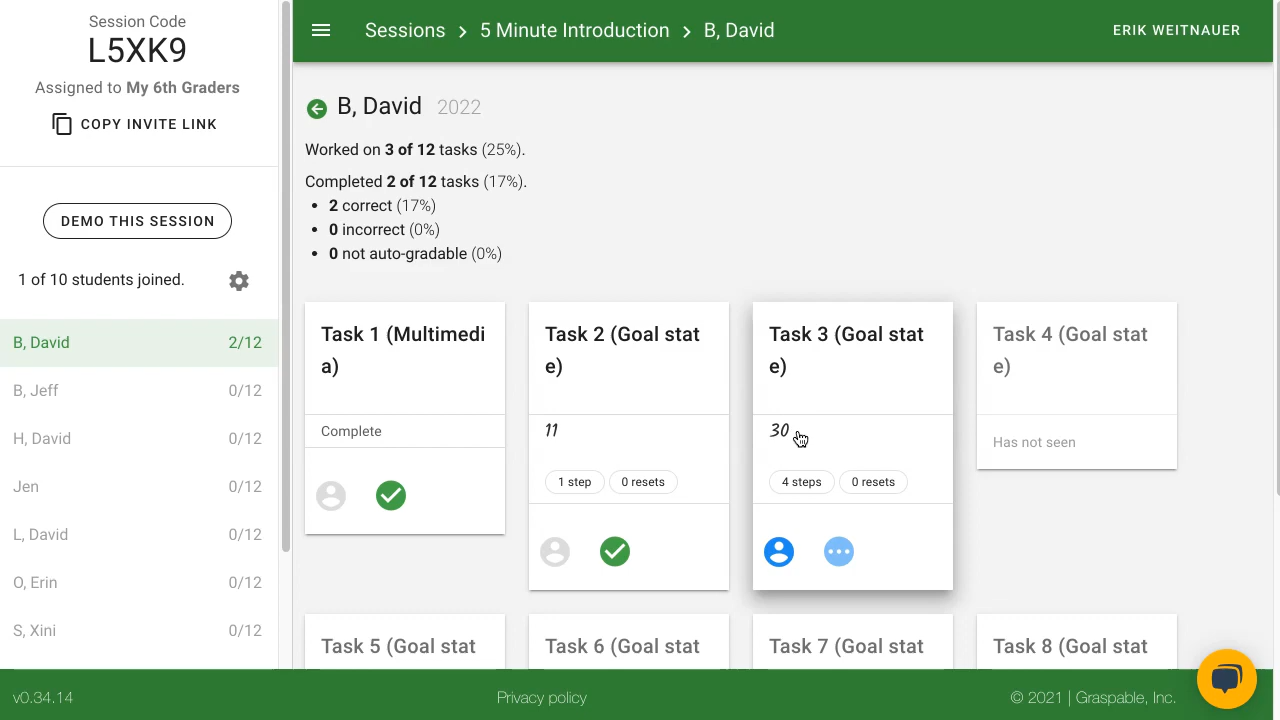 Session Code
L5XK9
Assigned to My 6th Graders
COPY INVITE LINK
DEMO THIS SESSION
1 of 10 students joined.
B, David 2/12
B, Jeff 0/12
H, David 0/12
Jen 0/12
L, David 0/12
O, Erin 0/12
S, Xini 0/12
Sessions > 5 Minute Introduction > B, David
ERIK WEITNAUER
B, David 2022
Worked on 3 of 12 tasks (25%).
Completed 2 of 12 tasks (17%).
• 2 correct (17%)
• 0 incorrect (0%)
• 0 not auto-gradable (0%)
Task 1 (Multimedi
a)
Complete
Task 2 (Goal stat
e)
11
1 step 0 resets
Task 3 (Goal stat
e)
30
4 steps 0 resets
Task 4 (Goal stat
e)
Has not seen
Task 5 (Goal stat
Task 6 (Goal stat
Task 7 (Goal stat
Task 8 (Goal stat
v0.34.14
Privacy policy
© 2021 | Graspable, Inc.